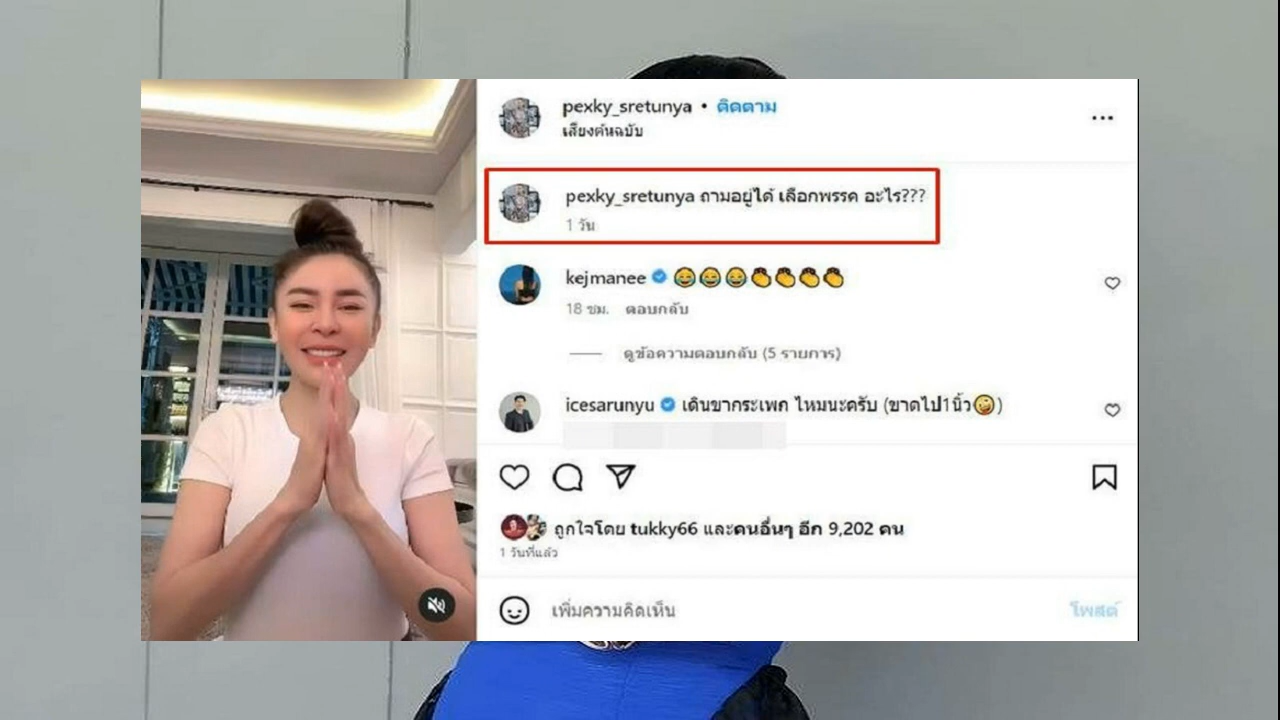 pexky_sretunya • ติดตาม
เสียงต้นฉบับ
pexky_sretunya ถามอยู่ได้ เลือกพรรค อะไร???
1 วัน
kejmanee 😂😂😂👏👏👏👏
18 ชม. ตอบกลับ
ดูข้อความตอบกลับ (5 รายการ)
icesarunyu เดินขากระเพก ไหมนะครับ (ขาดไป1นิ้ว🤪)
ถูกใจโดย tukky66 และคนอื่นๆ อีก 9,202 คน
1 วันที่แล้ว
เพิ่มความคิดเห็น
โพสต์